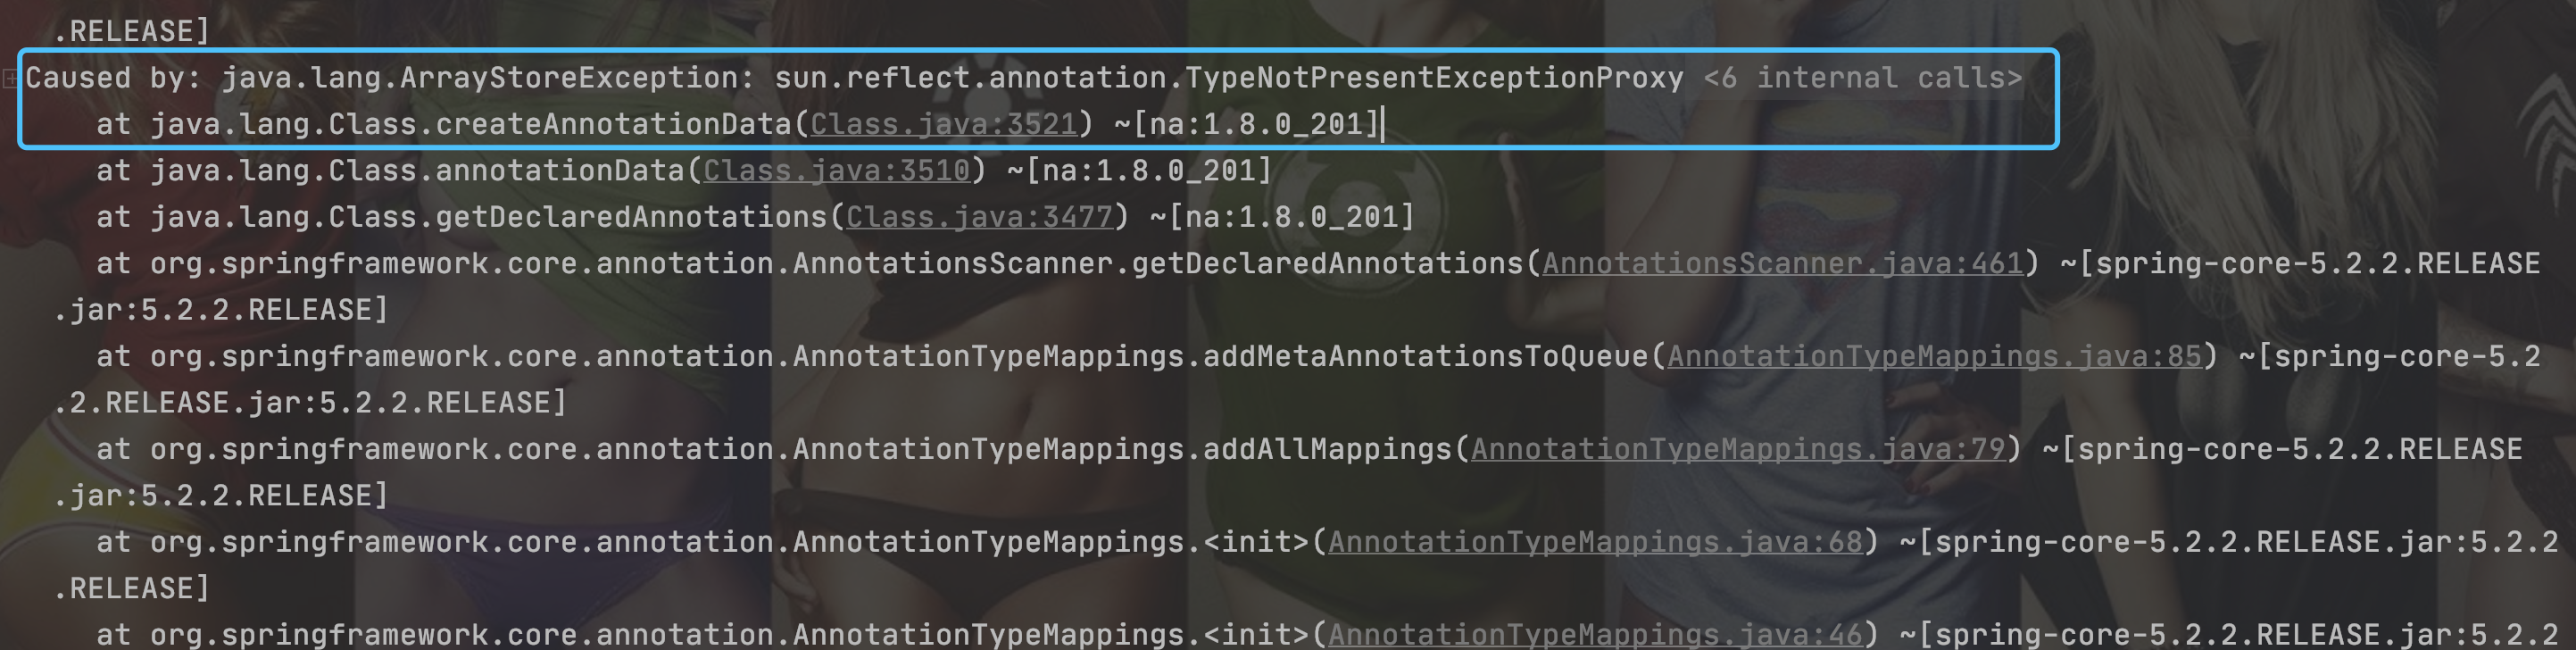 .RELEASE]
Caused by: java.lang.ArrayStoreException: sun.reflect.annotation.TypeNotPresentExceptionProxy <6 internal calls>
at java.lang.Class.createAnnotationData(Class.java:3521) ~[na:1.8.0_201]
at java.lang.Class.annotationData(Class.java:3510) ~[na:1.8.0_201]
at java.lang.Class.getDeclaredAnnotations(Class.java:3477) ~[na:1.8.0_201]
at org.springframework.core.annotation.AnnotationsScanner.getDeclaredAnnotations(AnnotationsScanner.java:461) ~[spring-core-5.2.2.RELEASE
.jar:5.2.2.RELEASE]
at org.springframework.core.annotation.AnnotationTypeMappings.addMetaAnnotationsToQueue(AnnotationTypeMappings.java:85) ~[spring-core-5.2
.2.RELEASE.jar:5.2.2.RELEASE]
at org.springframework.core.annotation.AnnotationTypeMappings.addAllMappings(AnnotationTypeMappings.java:79) ~[spring-core-5.2.2.RELEASE
.jar:5.2.2.RELEASE]
at org.springframework.core.annotation.AnnotationTypeMappings.<init>(AnnotationTypeMappings.java:68) ~[spring-core-5.2.2.RELEASE.jar:5.2.2
.RELEASE]
at org.springframework.core.annotation.AnnotationTypeMappings.<init>(AnnotationTypeMappings.java:46) ~[spring-core-5.2.2.RELEASE.jar:5.2.2